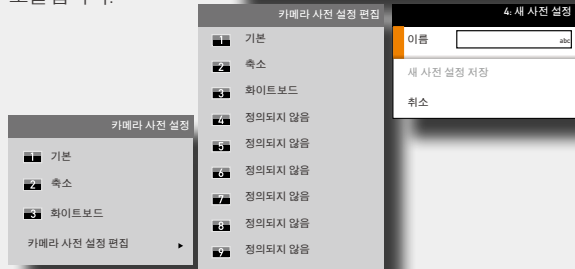 카메라 사전 설정
1 기본
2 축소
3 화이트보드
카메라 사전 설정 편집
카메라 사전 설정 편집
1 기본
2 축소
3 화이트보드
4 정의되지 않음
5 정의되지 않음
6 정의되지 않음
7 정의되지 않음
8 정의되지 않음
9 정의되지 않음
4: 새 사전 설정
이름 abc
새 사전 설정 저장
취소